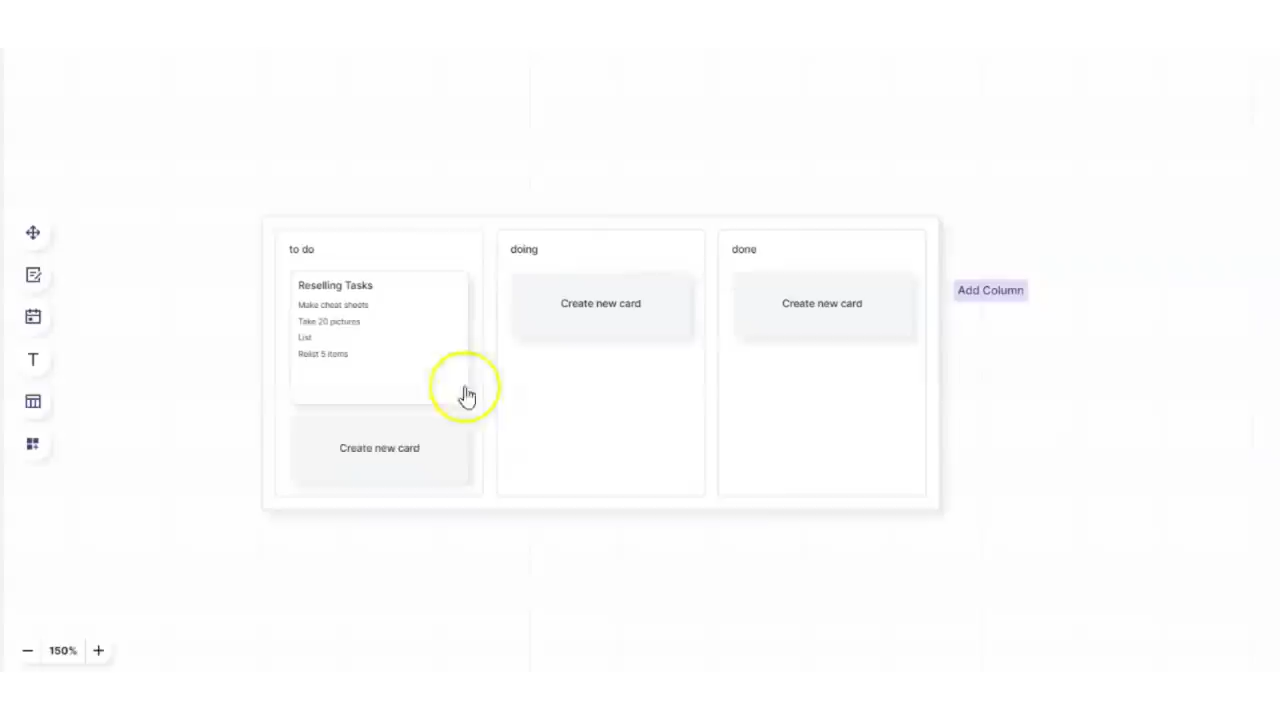 to do
Reselling Tasks
Make cheat sheets
Take 20 pictures
List
Relist 5 items
Create new card
doing
Create new card
done
Create new card
Add Column
T
150%